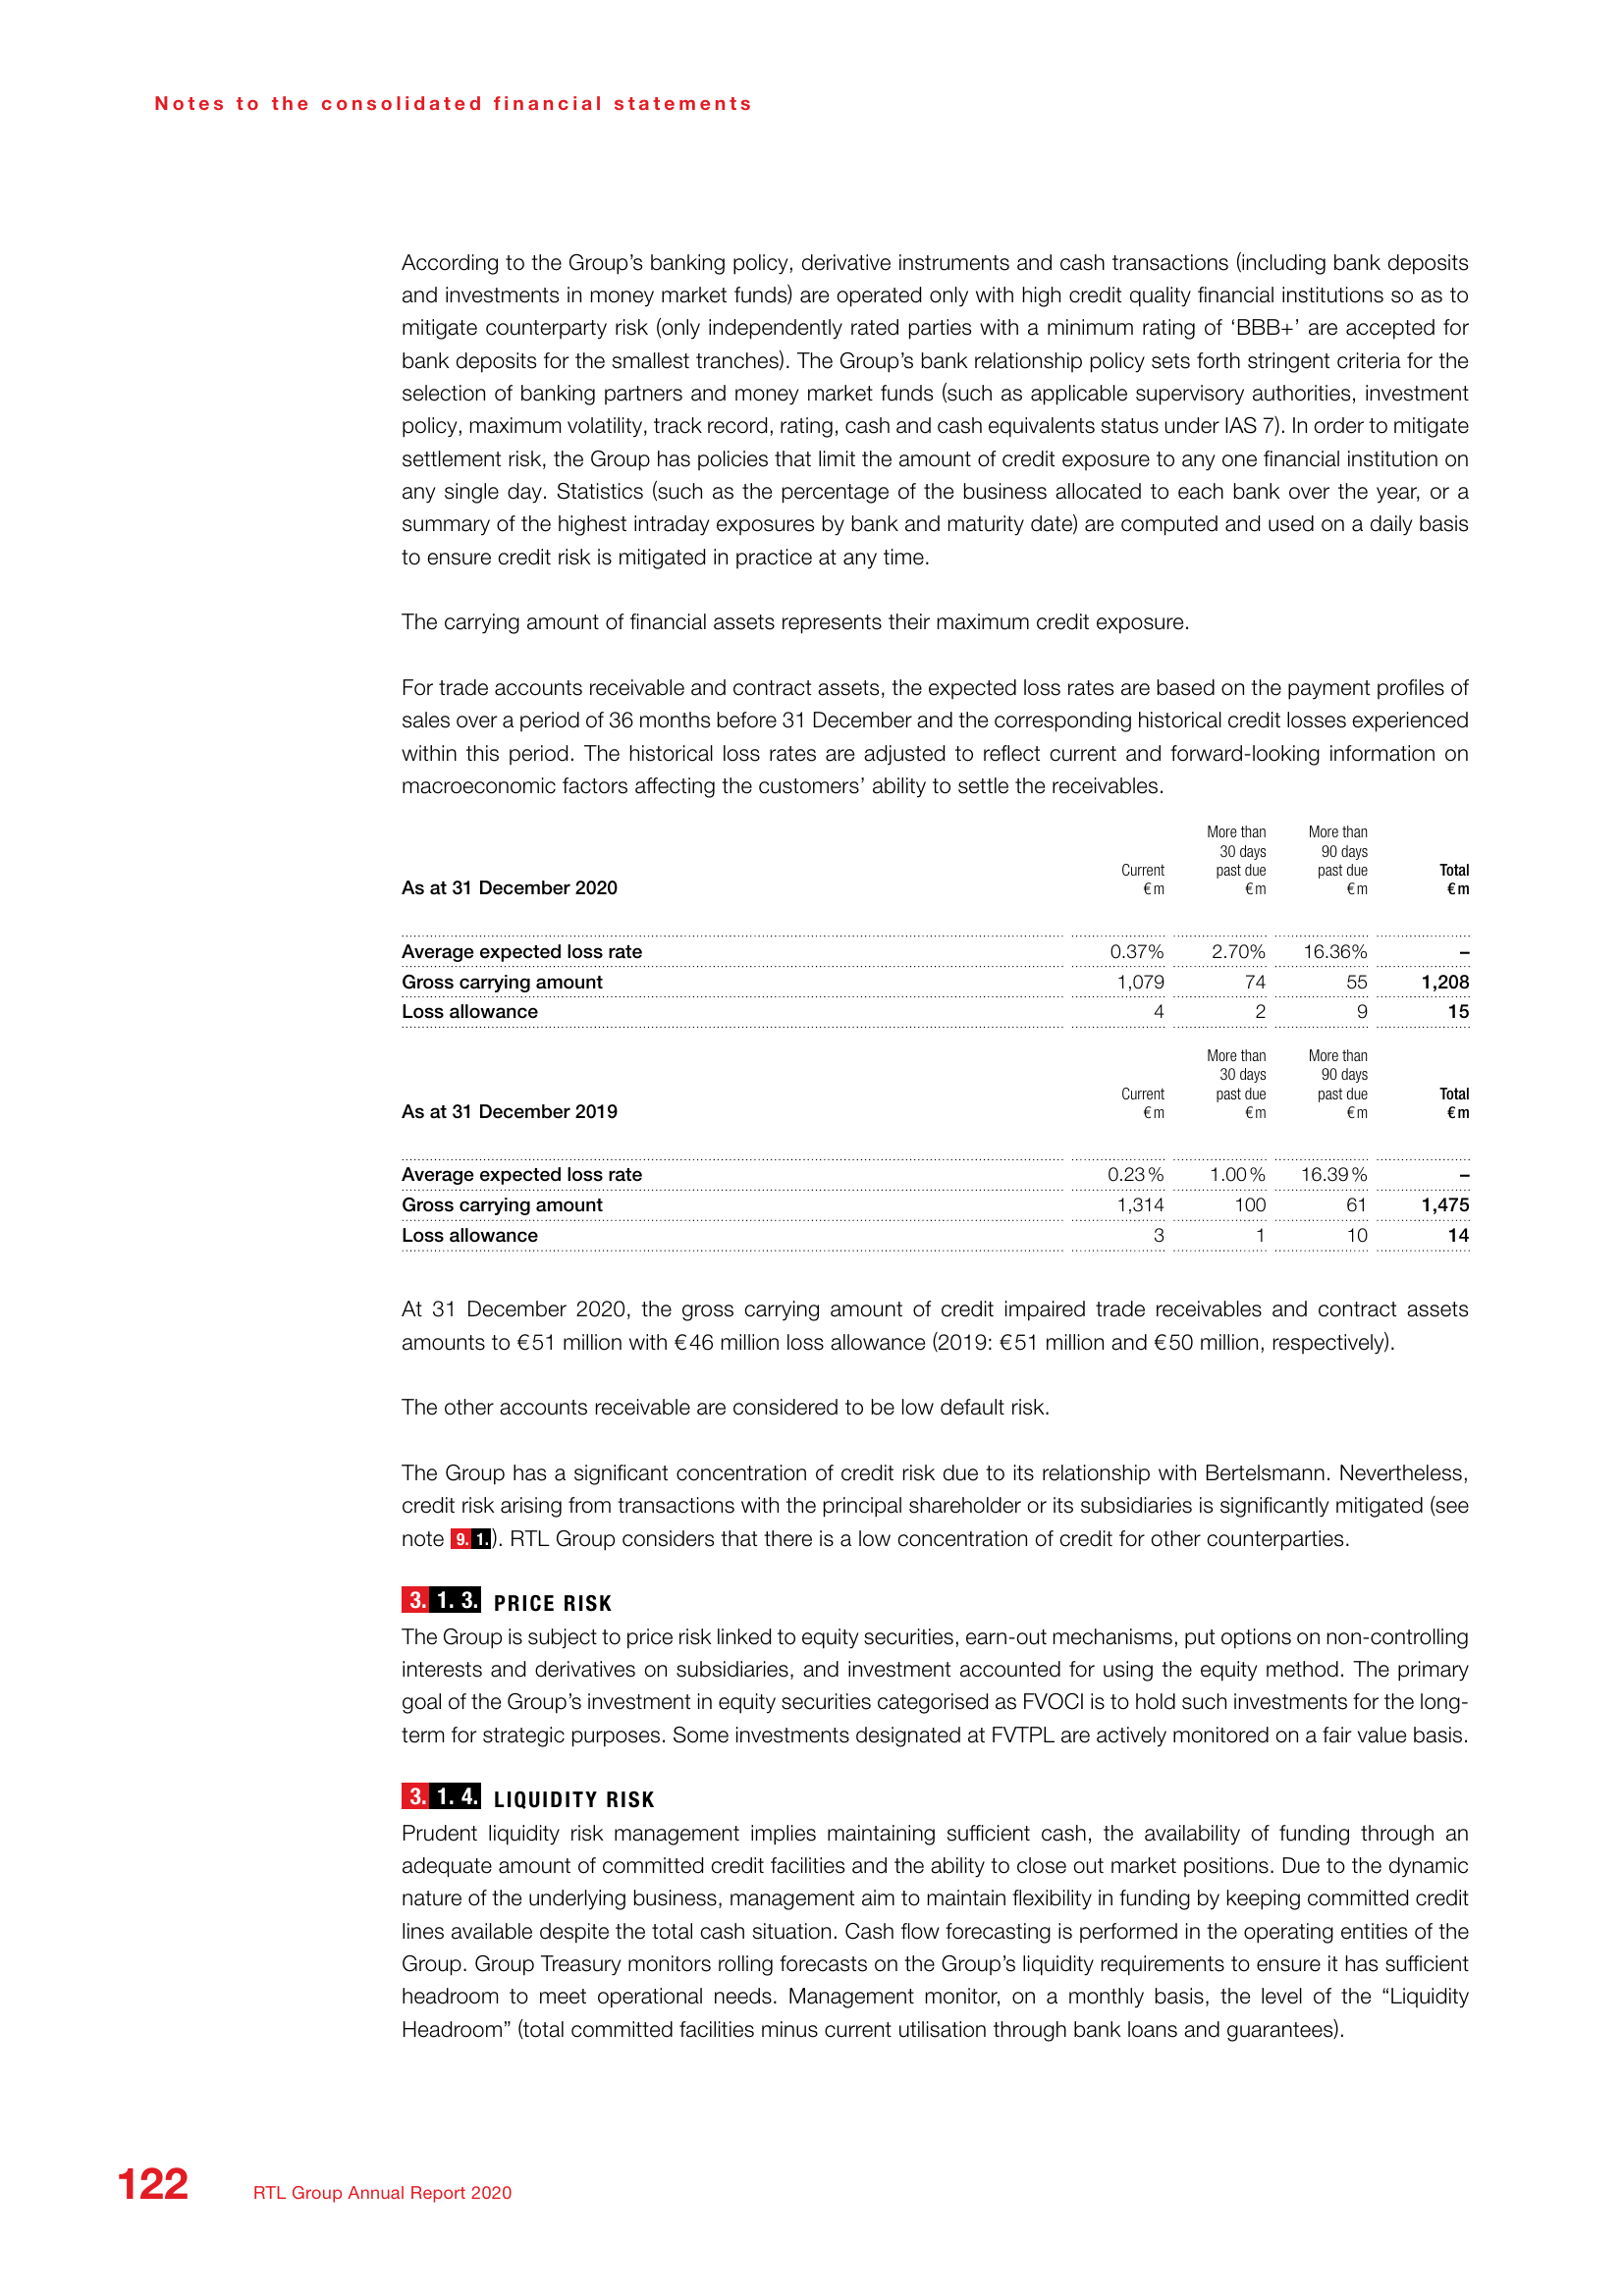 Notes to the consolidated financial statements
According to the Group’s banking policy, derivative instruments and cash transactions (including bank deposits
and investments in money market funds) are operated only with high credit quality financial institutions so as to
mitigate counterparty risk (only independently rated parties with a minimum rating of ‘BBB+’ are accepted for
bank deposits for the smallest tranches). The Group’s bank relationship policy sets forth stringent criteria for the
selection of banking partners and money market funds (such as applicable supervisory authorities, investment
policy, maximum volatility, track record, rating, cash and cash equivalents status under IAS 7). In order to mitigate
settlement risk, the Group has policies that limit the amount of credit exposure to any one financial institution on
any single day. Statistics (such as the percentage of the business allocated to each bank over the year, or a
summary of the highest intraday exposures by bank and maturity date) are computed and used on a daily basis
to ensure credit risk is mitigated in practice at any time.
The carrying amount of financial assets represents their maximum credit exposure.
For trade accounts receivable and contract assets, the expected loss rates are based on the payment profiles of
sales over a period of 36 months before 31 December and the corresponding historical credit losses experienced
within this period. The historical loss rates are adjusted to reflect current and forward-looking information on
macroeconomic factors affecting the customers’ ability to settle the receivables.
More than More than
30 days 90 days
Current past due past due Total
As at 31 December 2020 €m €m €m €m
Average expected loss rate 0.37% 2.70% 16.36% –
Gross carrying amount 1,079 74 55 1,208
Loss allowance 4 2 9 15
More than More than
30 days 90 days
Current past due past due Total
As at 31 December 2019 €m €m €m €m
Average expected loss rate 0.23% 1.00% 16.39% –
Gross carrying amount 1,314 100 61 1,475
Loss allowance 3 1 10 14
At 31 December 2020, the gross carrying amount of credit impaired trade receivables and contract assets
amounts to €51 million with €46 million loss allowance (2019: €51 million and €50 million, respectively).
The other accounts receivable are considered to be low default risk.
The Group has a significant concentration of credit risk due to its relationship with Bertelsmann. Nevertheless,
credit risk arising from transactions with the principal shareholder or its subsidiaries is significantly mitigated (see
note 9. 1.). RTL Group considers that there is a low concentration of credit for other counterparties.
3. 1. 3. PRICE RISK
The Group is subject to price risk linked to equity securities, earn-out mechanisms, put options on non-controlling
interests and derivatives on subsidiaries, and investment accounted for using the equity method. The primary
goal of the Group’s investment in equity securities categorised as FVOCI is to hold such investments for the long-
term for strategic purposes. Some investments designated at FVTPL are actively monitored on a fair value basis.
3. 1. 4. LIQUIDITY RISK
Prudent liquidity risk management implies maintaining sufficient cash, the availability of funding through an
adequate amount of committed credit facilities and the ability to close out market positions. Due to the dynamic
nature of the underlying business, management aim to maintain flexibility in funding by keeping committed credit
lines available despite the total cash situation. Cash flow forecasting is performed in the operating entities of the
Group. Group Treasury monitors rolling forecasts on the Group’s liquidity requirements to ensure it has sufficient
headroom to meet operational needs. Management monitor, on a monthly basis, the level of the “Liquidity
Headroom” (total committed facilities minus current utilisation through bank loans and guarantees).
122 RTL Group Annual Report 2020